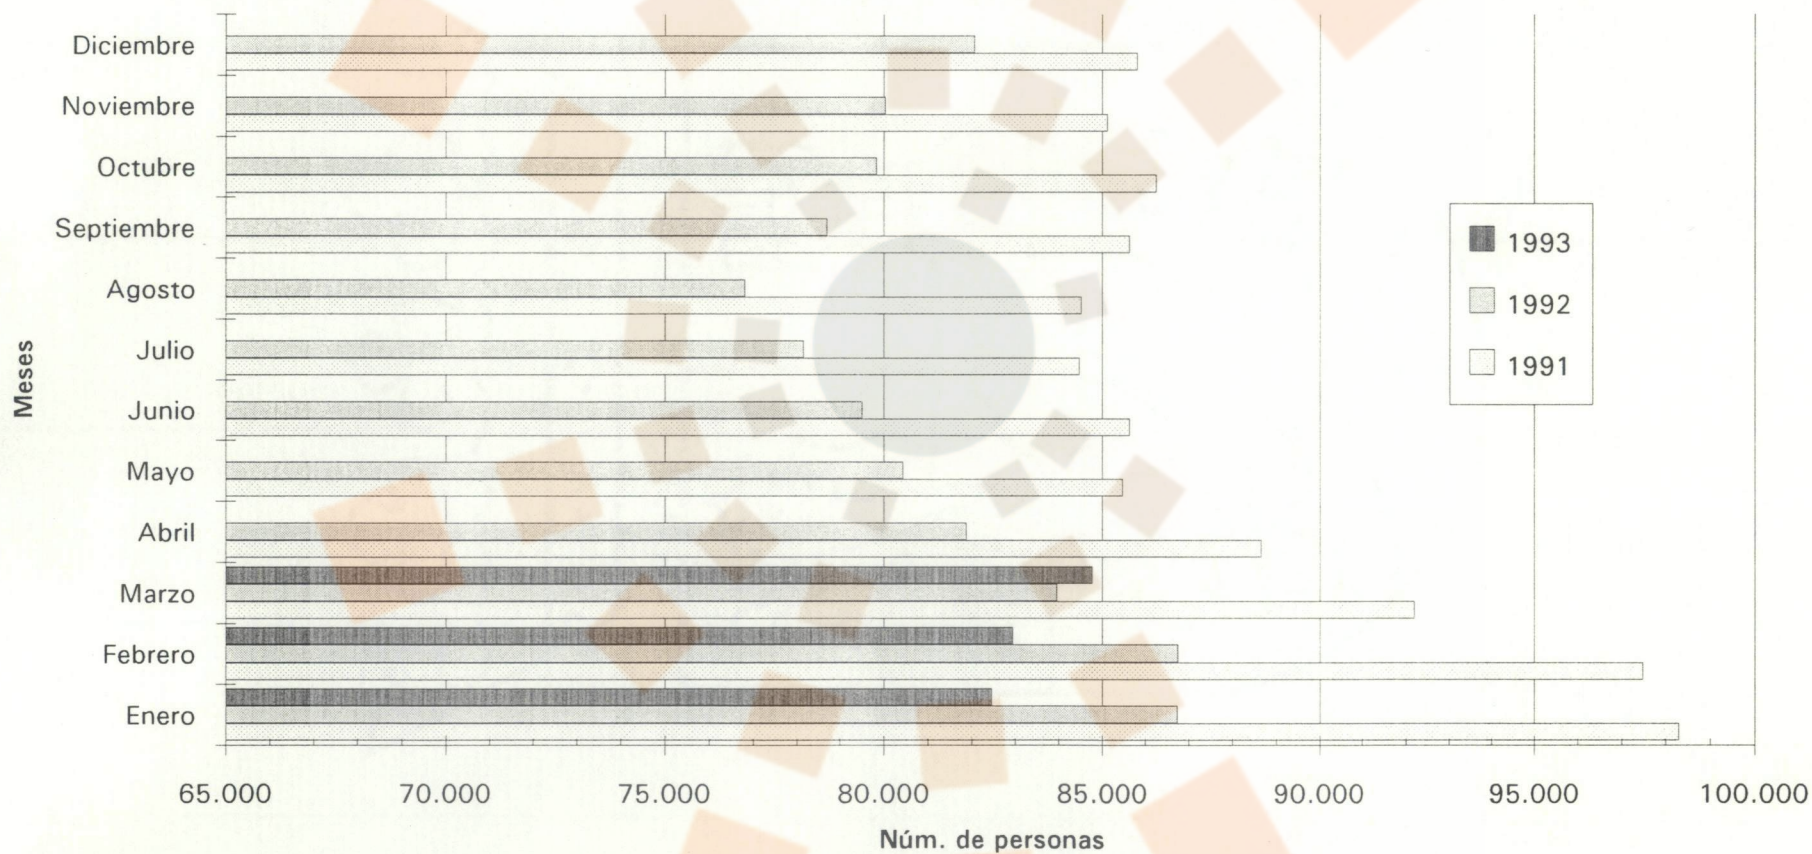 Diciembre
Noviembre
Octubre
Septiembre
Agosto
Julio
Junio
Mayo
Abril
Marzo
Febrero
Enero
Meses
1993
1992
1991
65.000 70.000 75.000 80.000 85.000 90.000 95.000 100.000
Núm. de personas